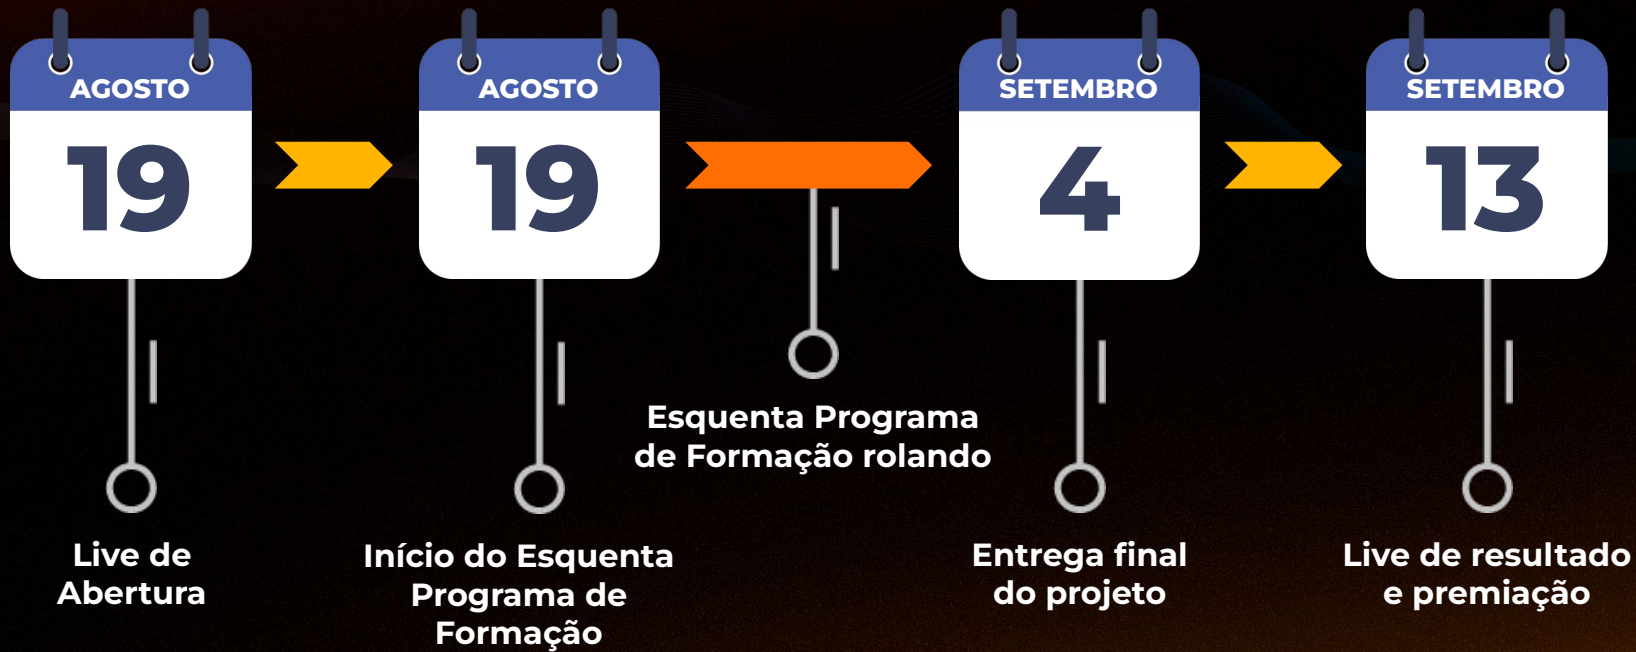 AGOSTO
19
Live de
Abertura
AGOSTO
19
Início do Esquenta
Programa de
Formação
Esquenta Programa
de Formação rolando
SETEMBRO
4
Entrega final
do projeto
SETEMBRO
13
Live de resultado
e premiação